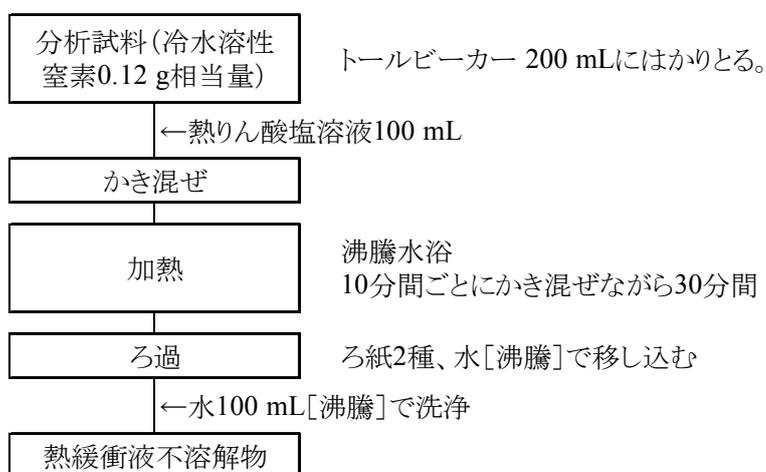 分析試料（冷水溶性
窒素0.12 g相当量）
トールビーカー 200 mLにはかりとる。
←熱りん酸塩溶液100 mL
かき混ぜ
加熱
沸騰水浴
10分間ごとにかき混ぜながら30分間
ろ過
ろ紙2種、水［沸騰］で移し込む
←水100 mL［沸騰］で洗浄
熱緩衝液不溶解物